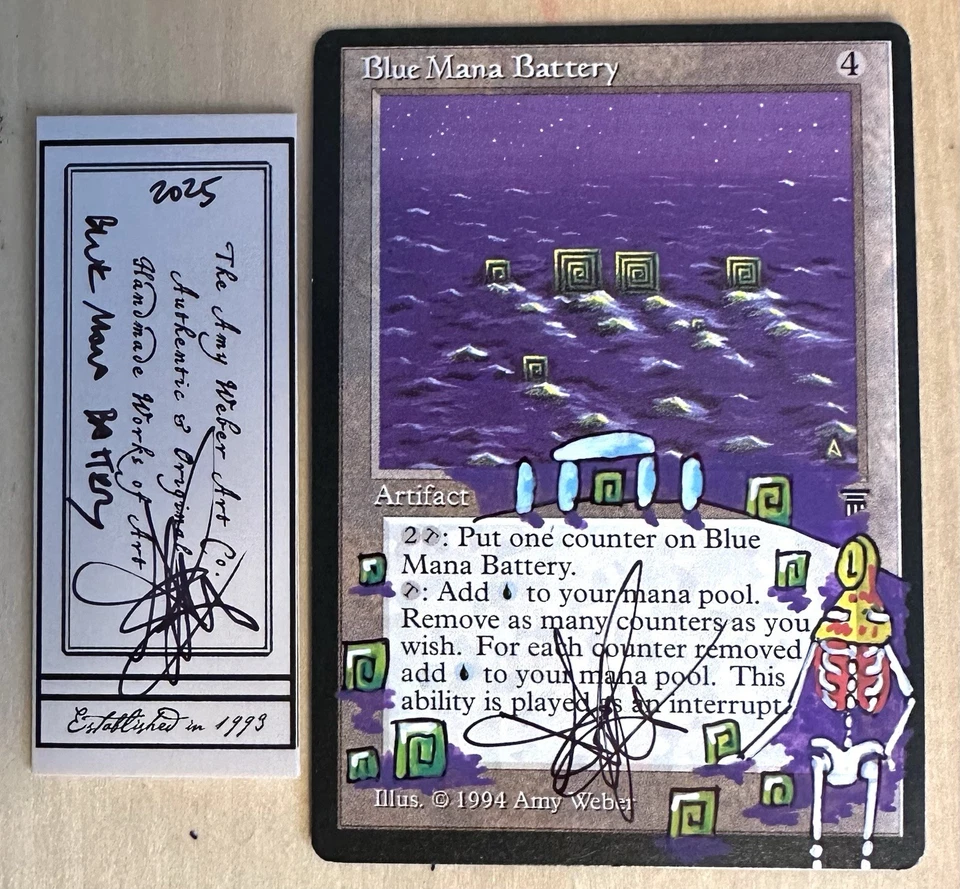 2025
The Amy Weber Art Co.
Authentic & Original
Handmade Works of Art
Blue Mana Battery
Established in 1993
Blue Mana Battery
4
Artifact
2 : Put one counter on Blue
Mana Battery.
: Add to your mana pool.
Remove as many counters as you
wish. For each counter removed
add to your mana pool. This
ability is played as an interrupt.
Illus. © 1994 Amy Weber